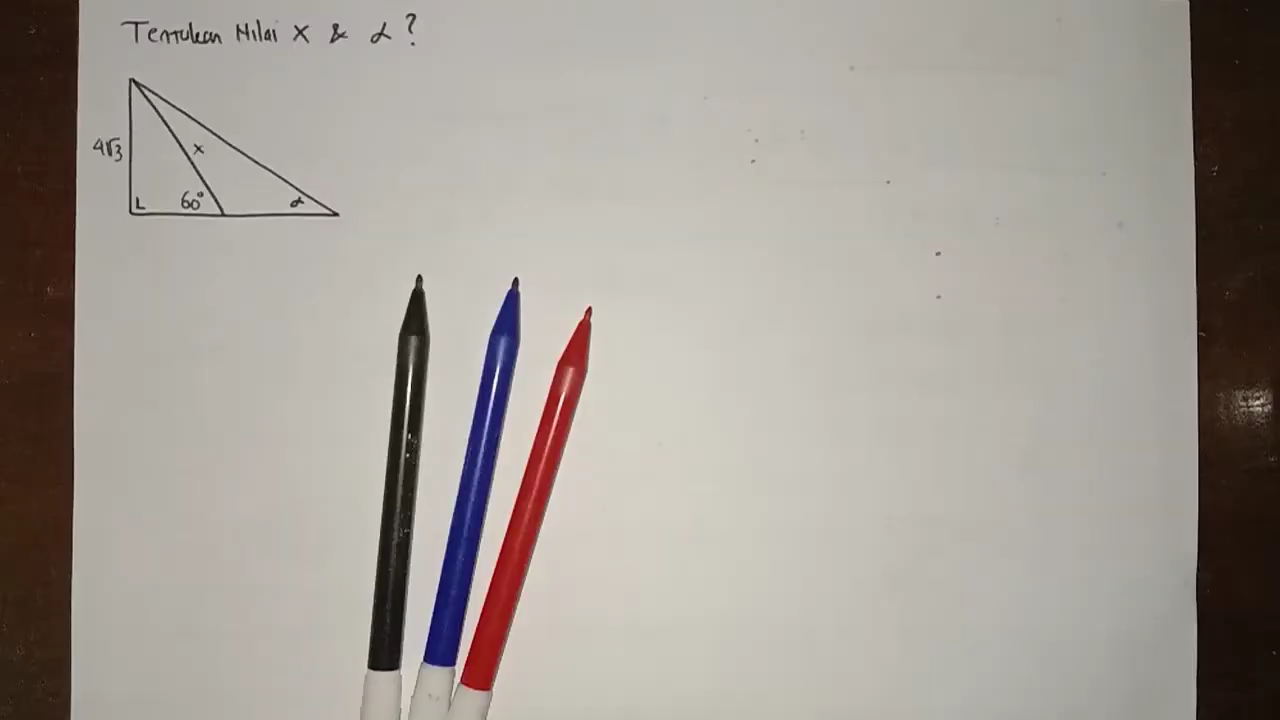 Tentukan Nilai x & α ?
4√3
x
60°
α